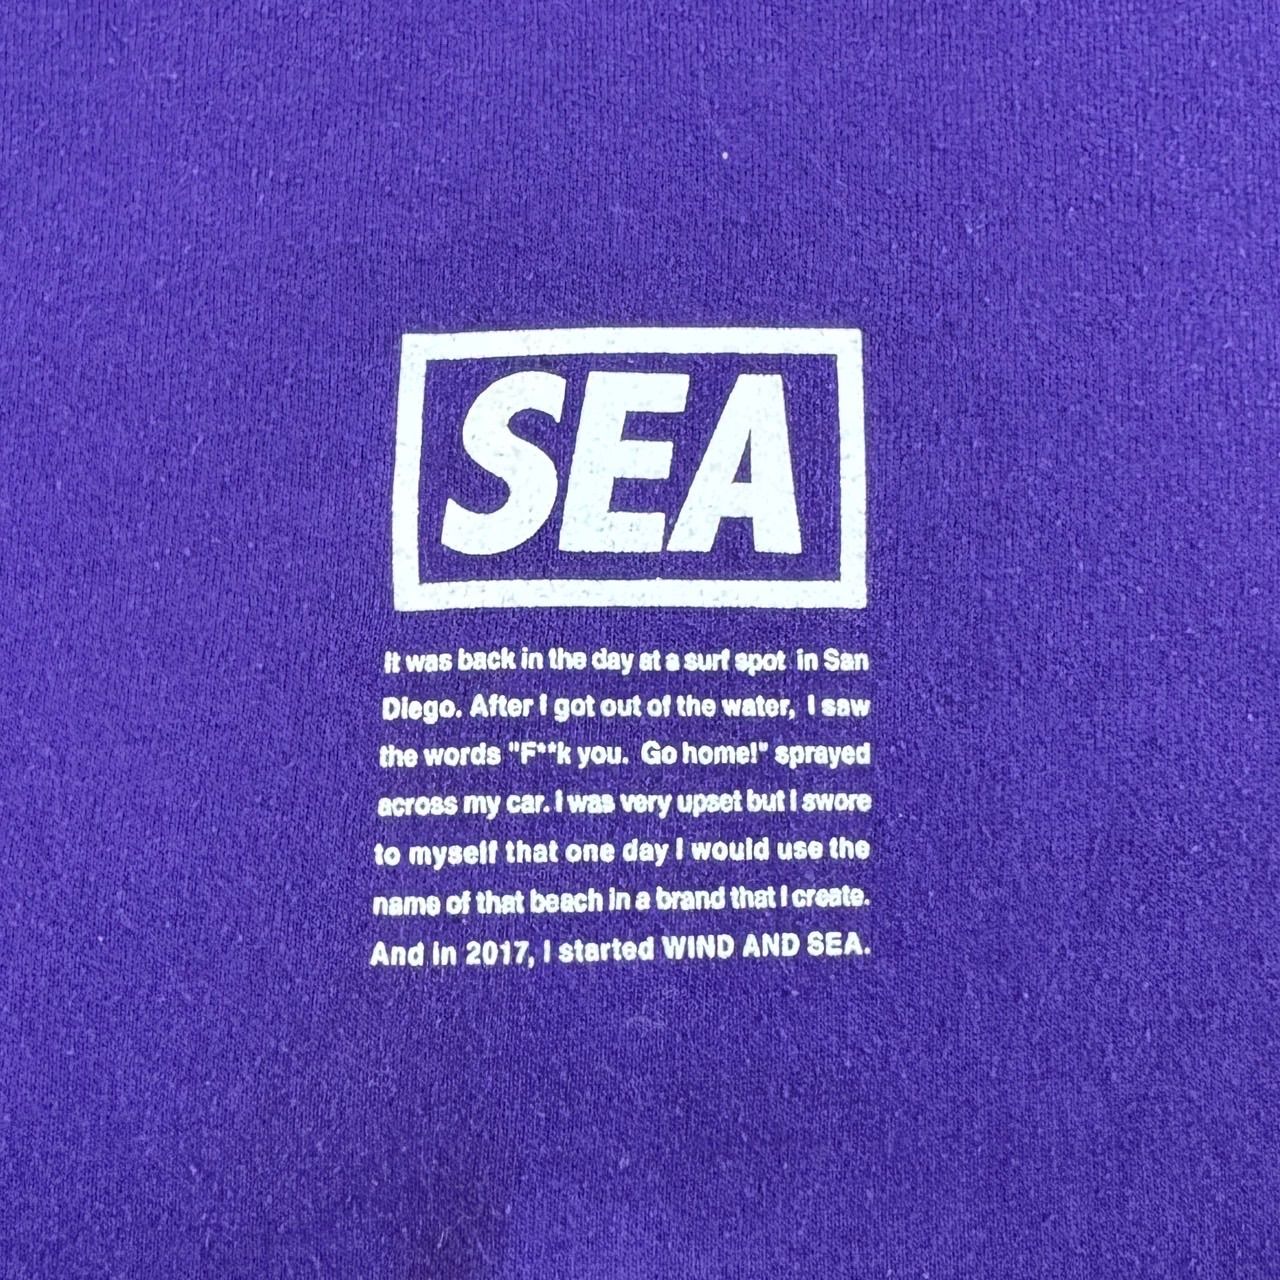 SEA
It was back in the day at a surf spot in San
Diego. After I got out of the water, I saw
the words "F**k you. Go home!" sprayed
across my car. I was very upset but I swore
to myself that one day I would use the
name of that beach in a brand that I create.
And in 2017, I started WIND AND SEA.